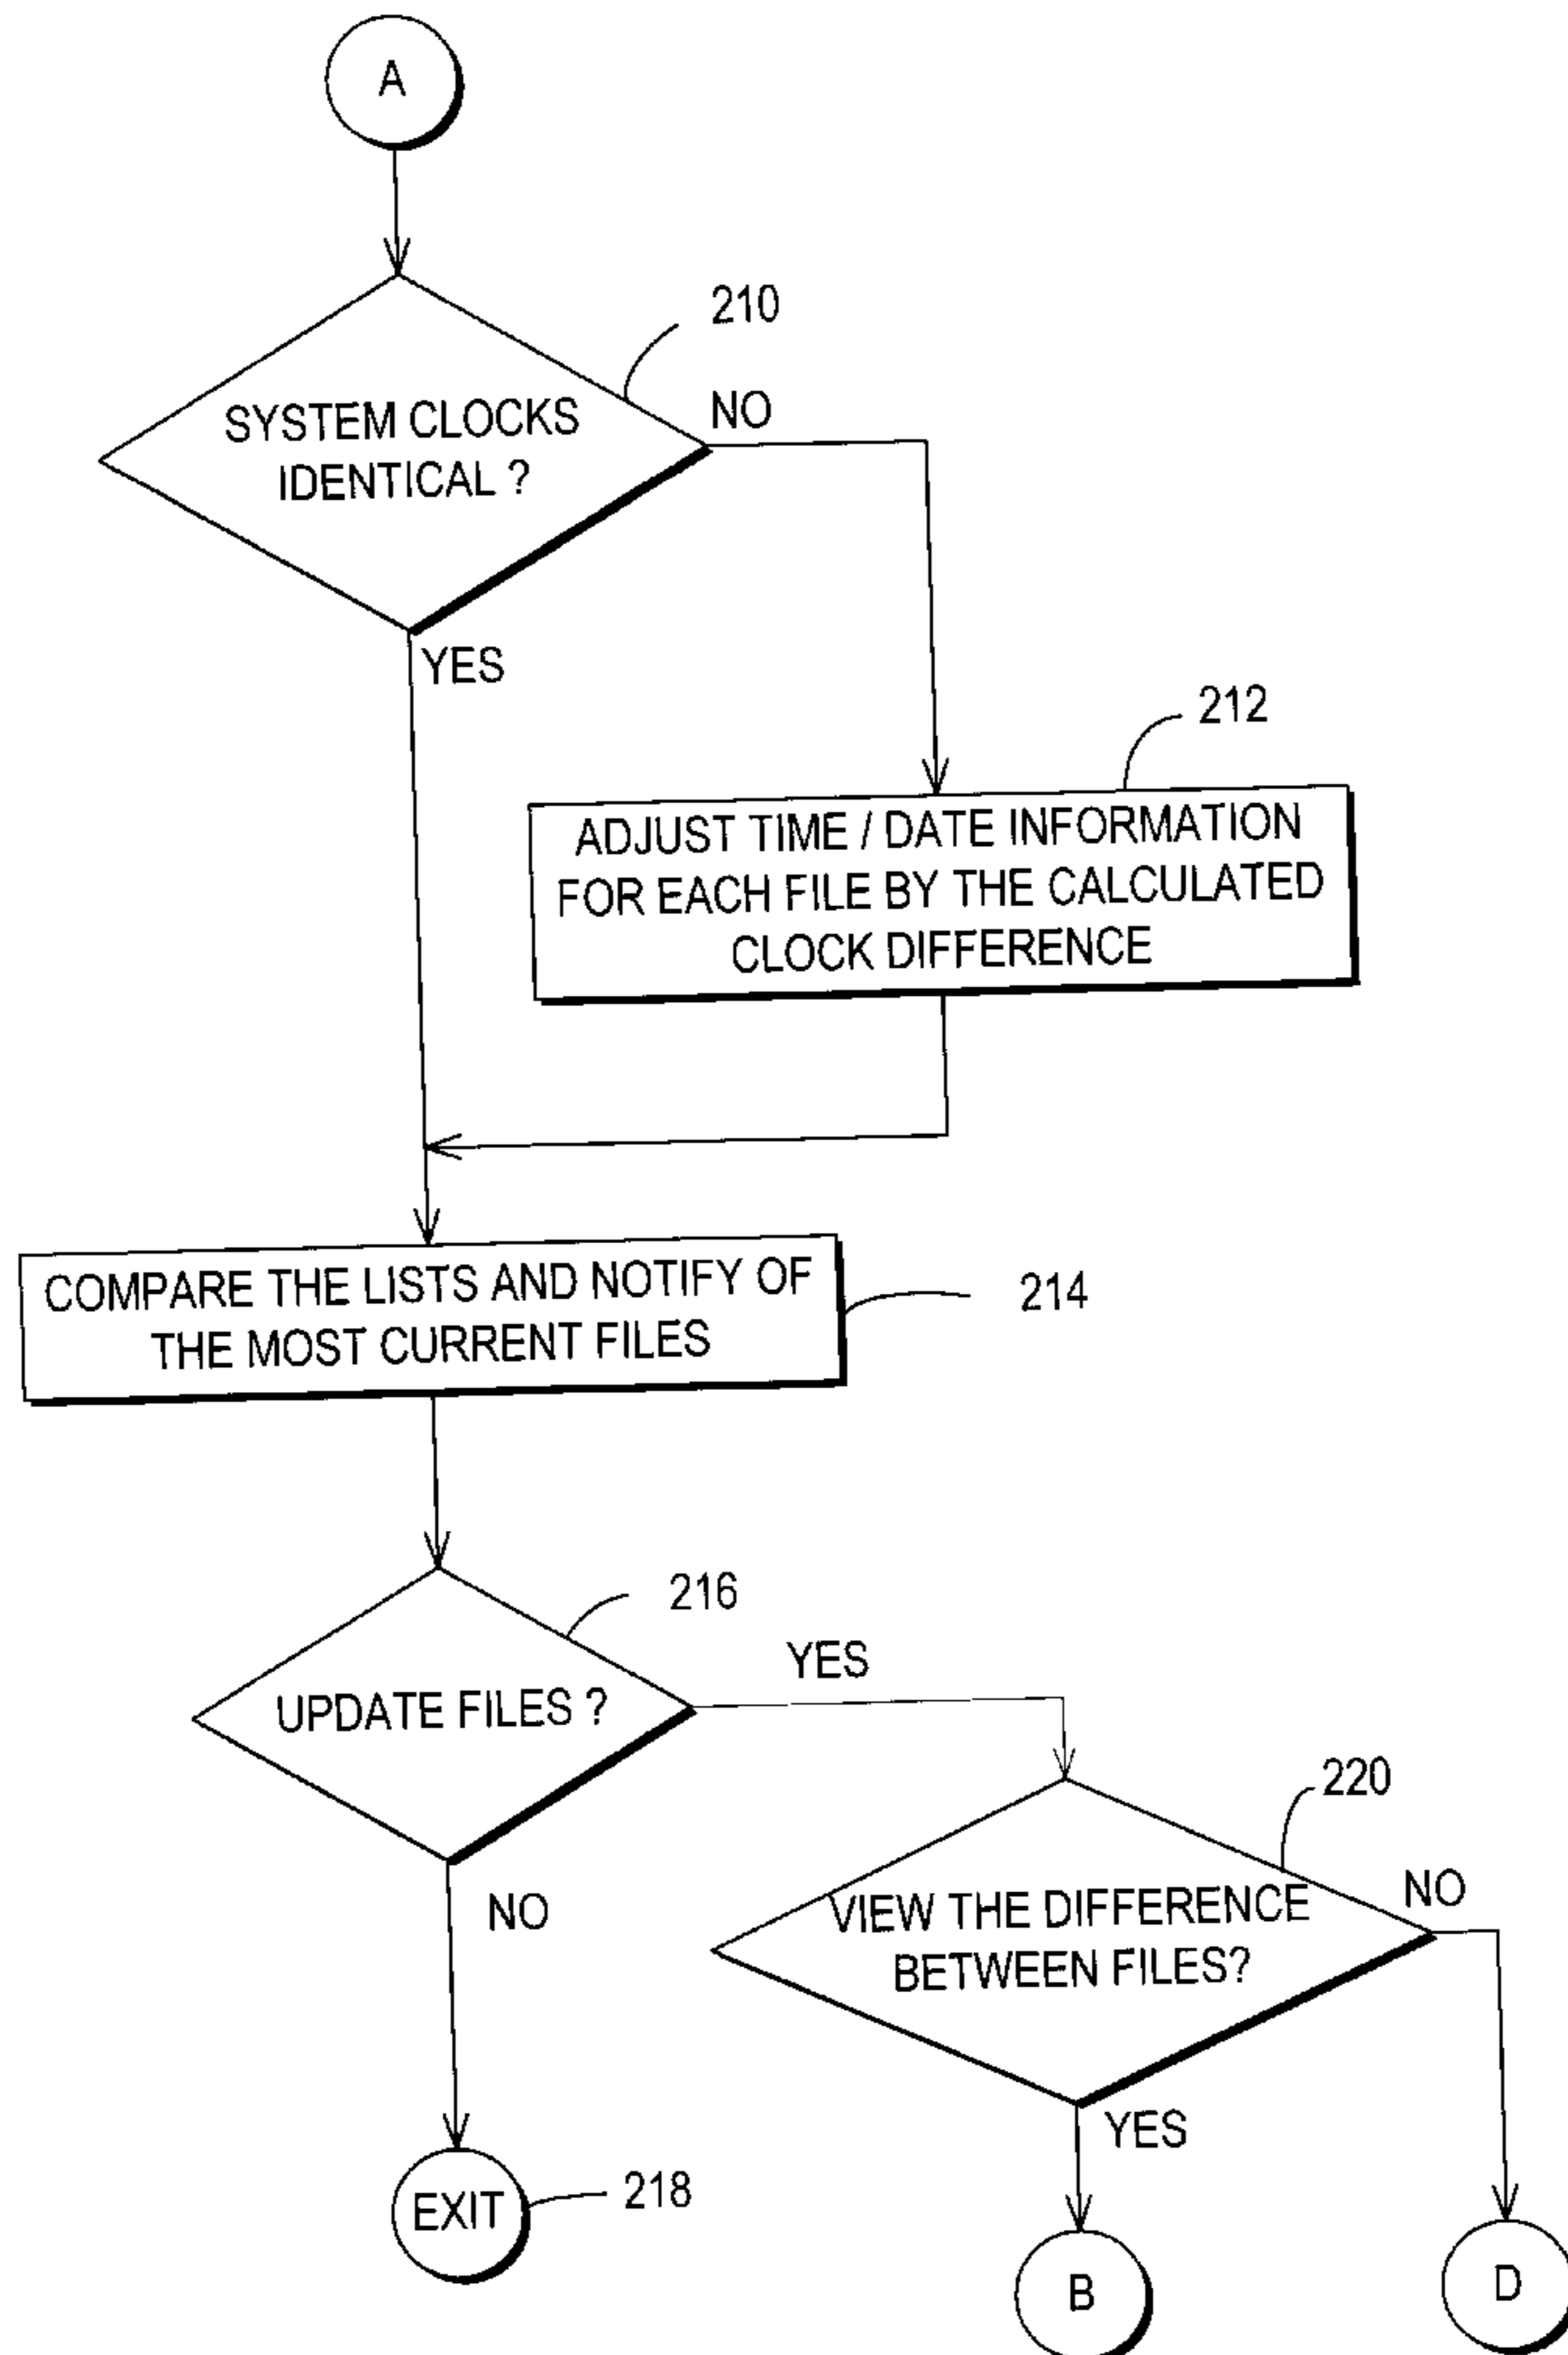 A
210
SYSTEM CLOCKS
IDENTICAL ?
NO
YES
212
ADJUST TIME / DATE INFORMATION
FOR EACH FILE BY THE CALCULATED
CLOCK DIFFERENCE
COMPARE THE LISTS AND NOTIFY OF
THE MOST CURRENT FILES
214
216
UPDATE FILES ?
YES
NO
220
VIEW THE DIFFERENCE
BETWEEN FILES?
NO
YES
EXIT
218
B
D